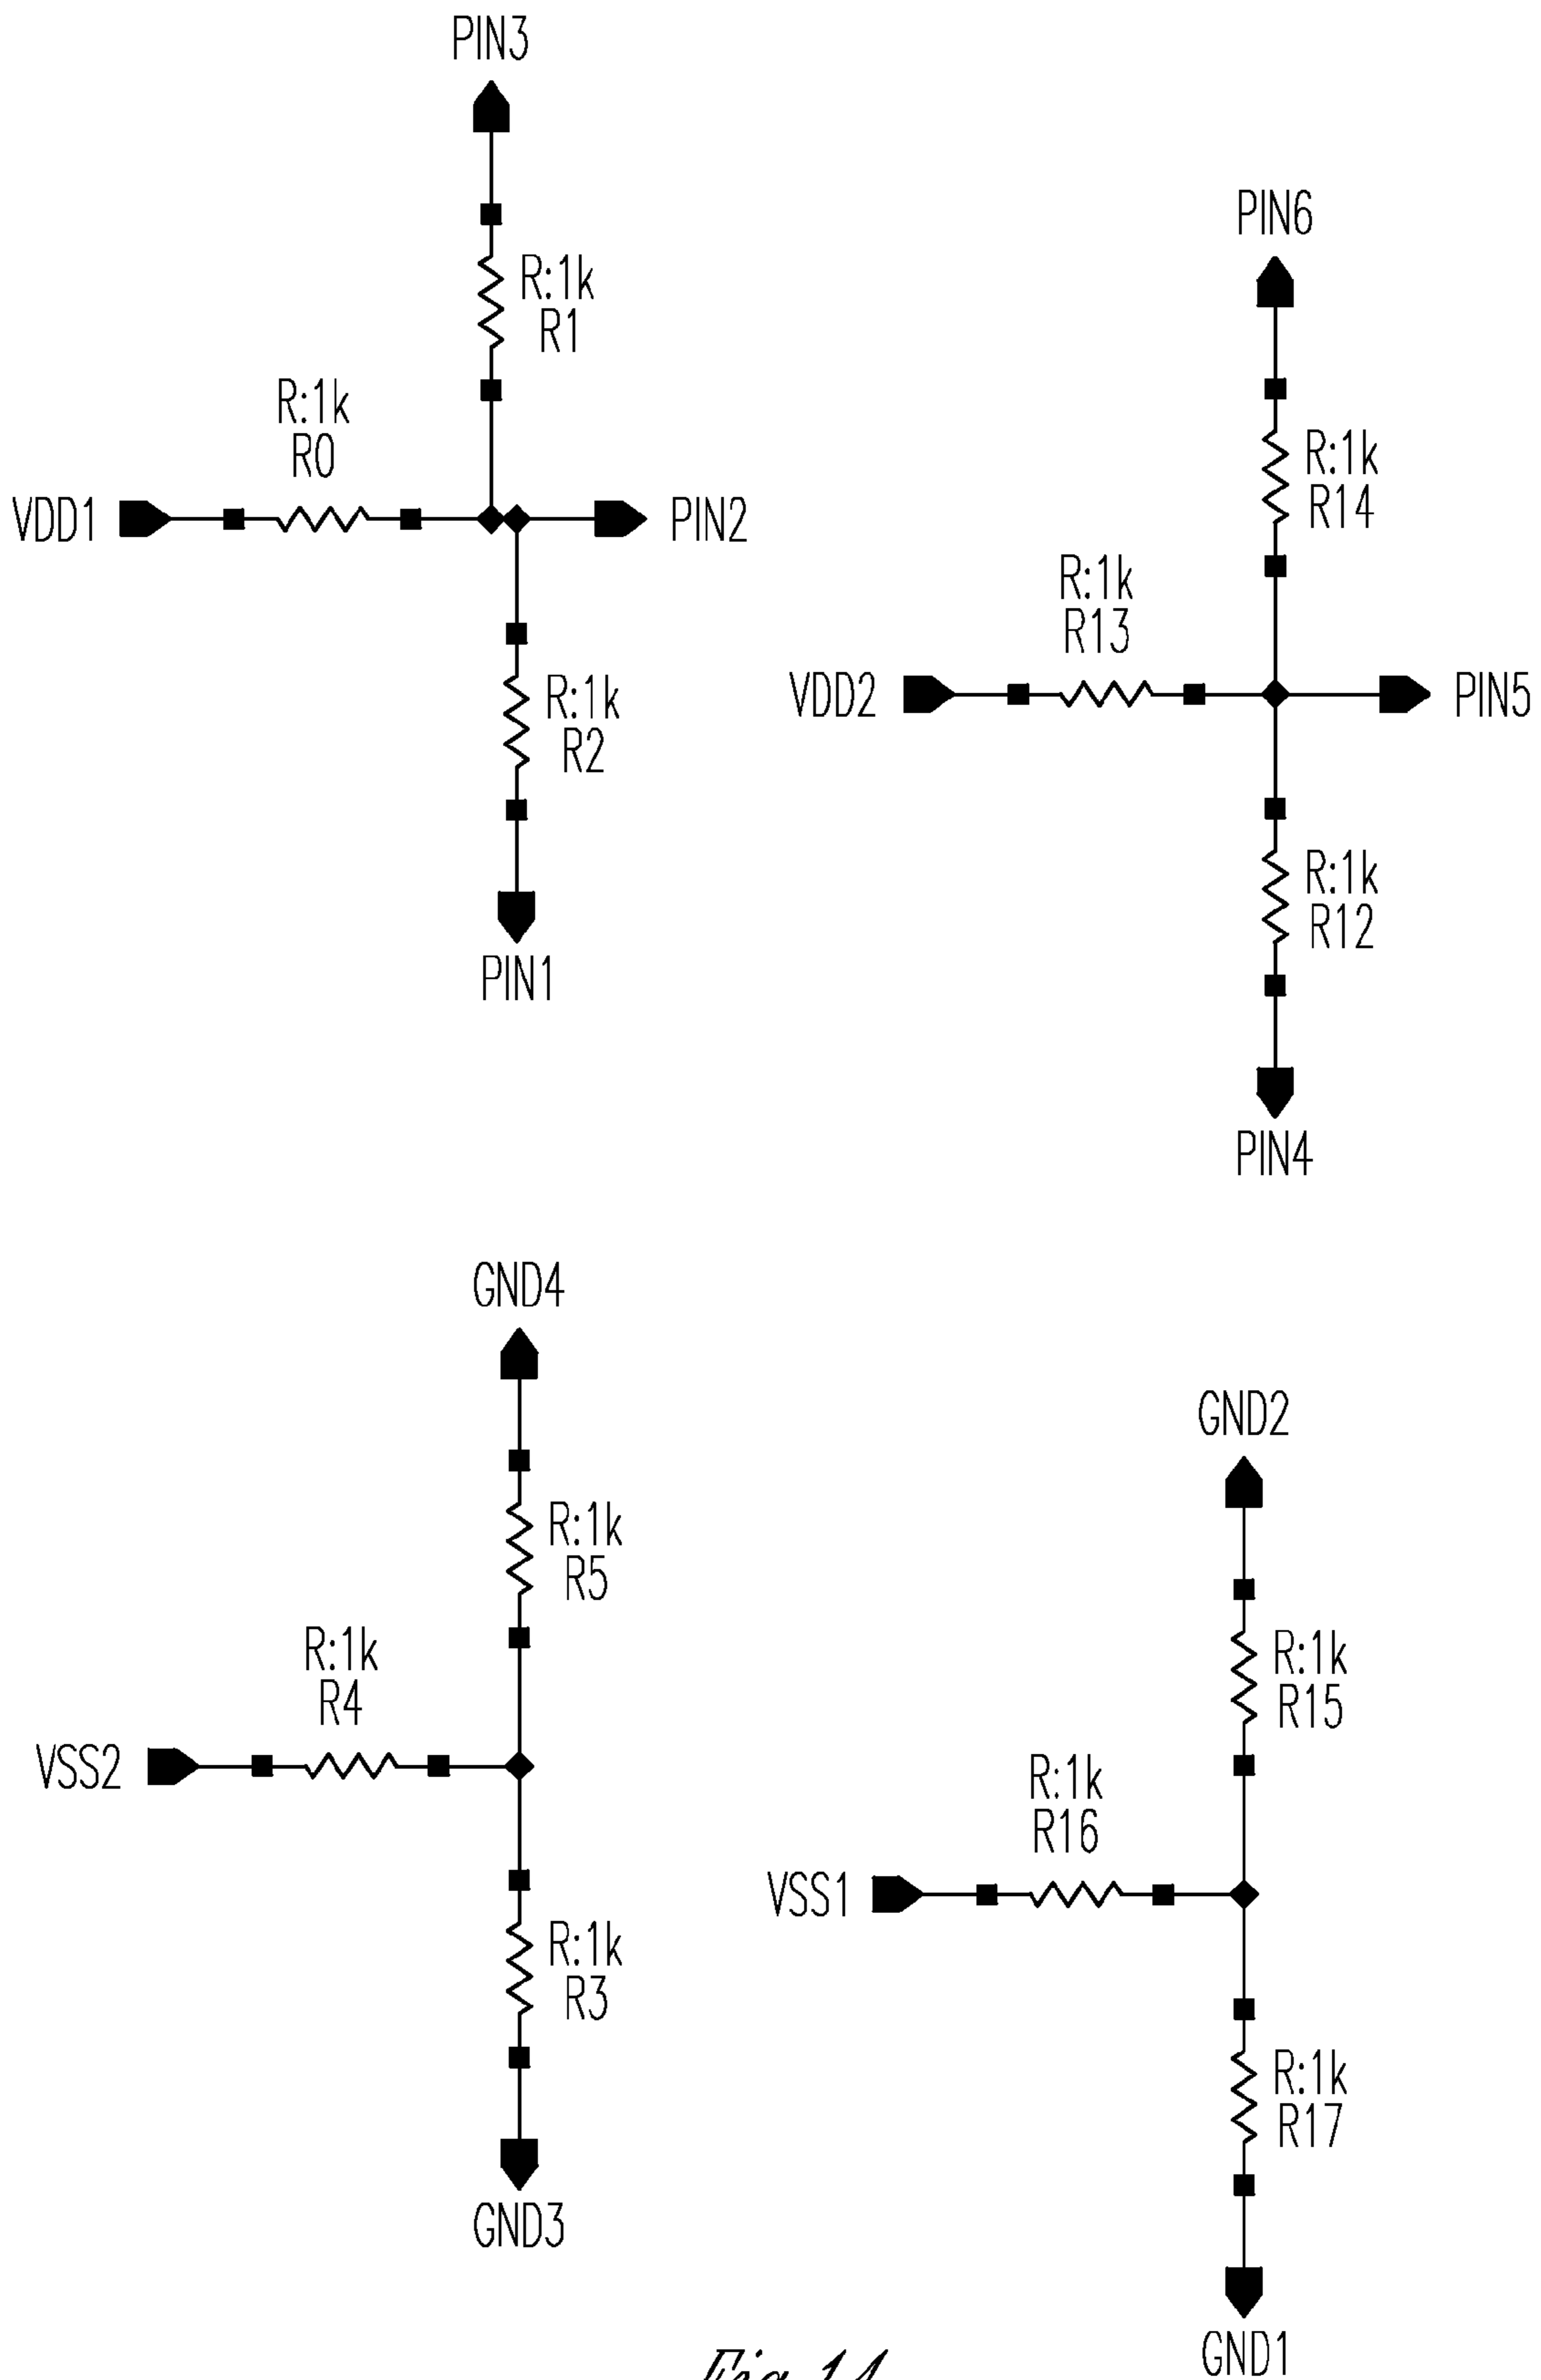 PIN3
R:1k
R1
R:1k
R0
VDD1
PIN2
R:1k
R2
PIN1
PIN6
R:1k
R14
R:1k
R13
VDD2
PIN5
R:1k
R12
PIN4
GND4
R:1k
R5
R:1k
R4
VSS2
R:1k
R3
GND3
GND2
R:1k
R15
R:1k
R16
VSS1
R:1k
R17
GND1
Fig. 14